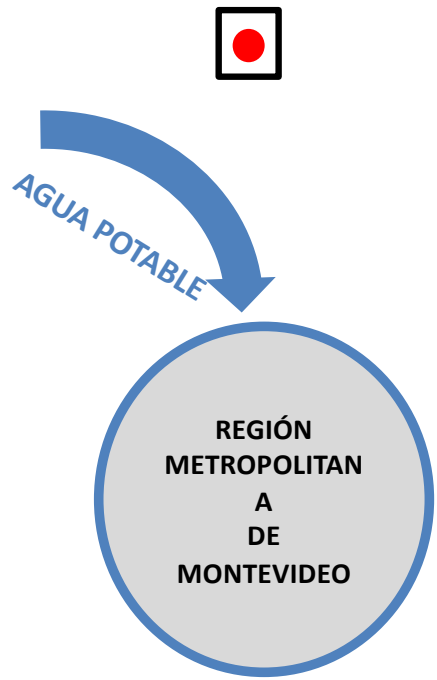 AGUA POTABLE
REGIÓN
METROPOLITAN
A
DE
MONTEVIDEO